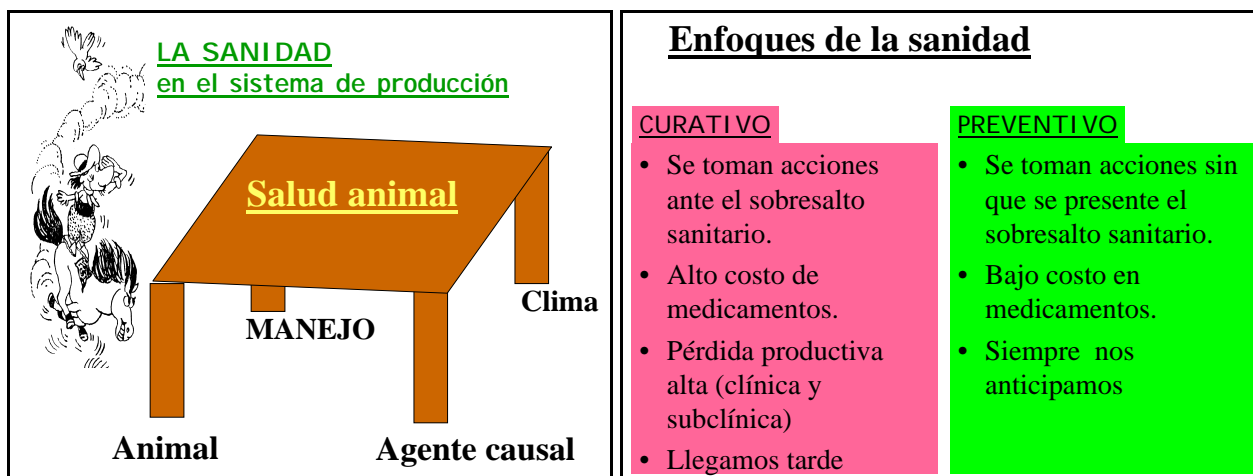 LA SANIDAD
en el sistema de producción
Salud animal
Clima
MANEJO
Animal
Agente causal
Enfoques de la sanidad
CURATIVO
• Se toman acciones
ante el sobresalto
sanitario.
• Alto costo de
medicamentos.
• Pérdida productiva
alta (clínica y
subclínica)
• Llegamos tarde
PREVENTIVO
• Se toman acciones sin
que se presente el
sobresalto sanitario.
• Bajo costo en
medicamentos.
• Siempre nos
anticipamos